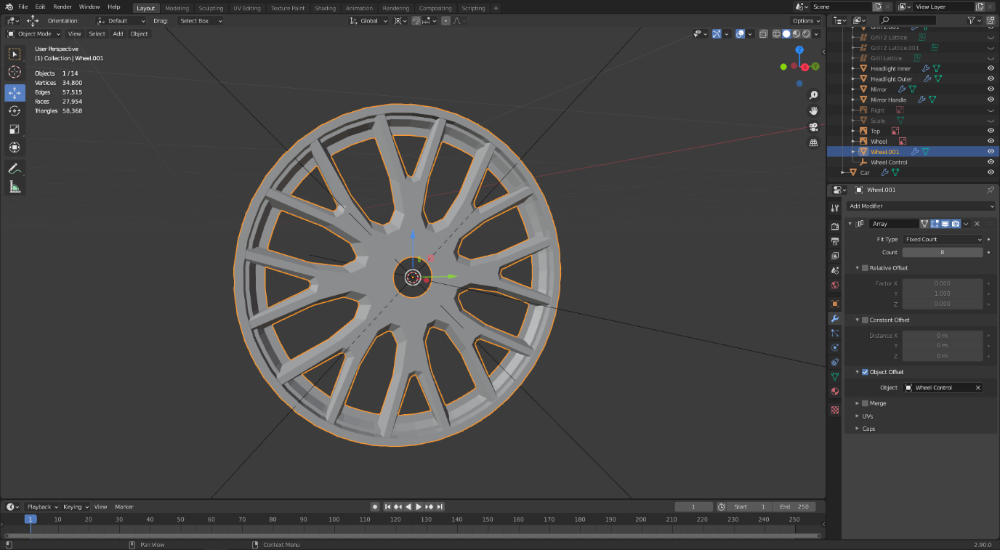 File Edit Render Window Help Layout Modeling Sculpting UV Editing Texture Paint Shading Animation Rendering Compositing Scripting + Scene View Layer
Orientation: Default Drag: Select Box Global Options
Object Mode View Select Add Object
User Perspective
(1) Collection | Wheel.001
Objects 1/14
Vertices 34,800
Edges 57,515
Faces 27,954
Triangles 58,368
Z
X
Y
Grill 2.001
Grill 2 Lattice
Grill 2 Lattice.001
Grill Lattice
Headlight Inner
Headlight Outer
Mirror
Mirror Handle
Right
Scale
Top
Wheel
Wheel.001
Wheel Control
Car
Wheel.001
Add Modifier
Array
Fit Type Fixed Count
Count 8
Relative Offset
Factor X 0.000
Y 1.000
Z 0.000
Constant Offset
Distance X 0 m
Y 0 m
Z 0 m
Object Offset
Object Wheel Control
Merge
UVs
Caps
Playback Keying View Marker 1 Start 1 End 250
1 10 20 30 40 50 60 70 80 90 100 110 120 130 140 150 160 170 180 190 200 210 220 230 240 250
Pan View Context Menu 2.90.0